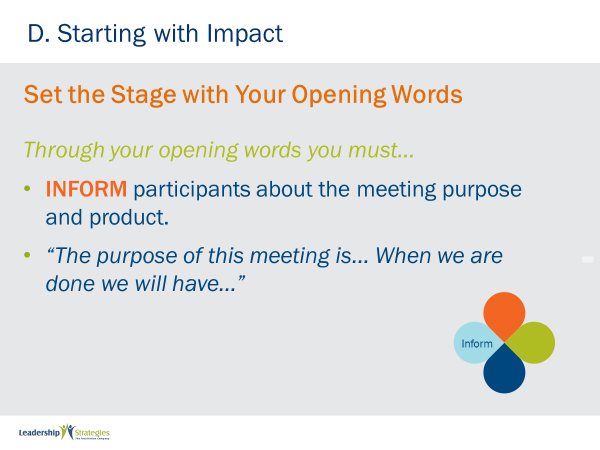 D. Starting with Impact
Set the Stage with Your Opening Words
Through your opening words you must…
• INFORM participants about the meeting purpose
and product.
• “The purpose of this meeting is… When we are
done we will have…”
Inform
Leadership Strategies
The Facilitation Company